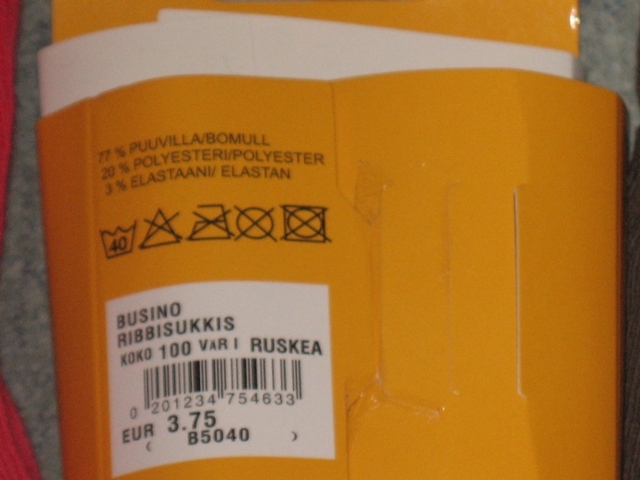 77 % PUUVILLA/BOMULL
20 % POLYESTERI/POLYESTER
3 % ELASTAANI/ ELASTAN
40
BUSINO
RIBBISUKKIS
KOKO 100 VARI RUSKEA
0 201234 754633
EUR 3.75
‹ B5040 ›